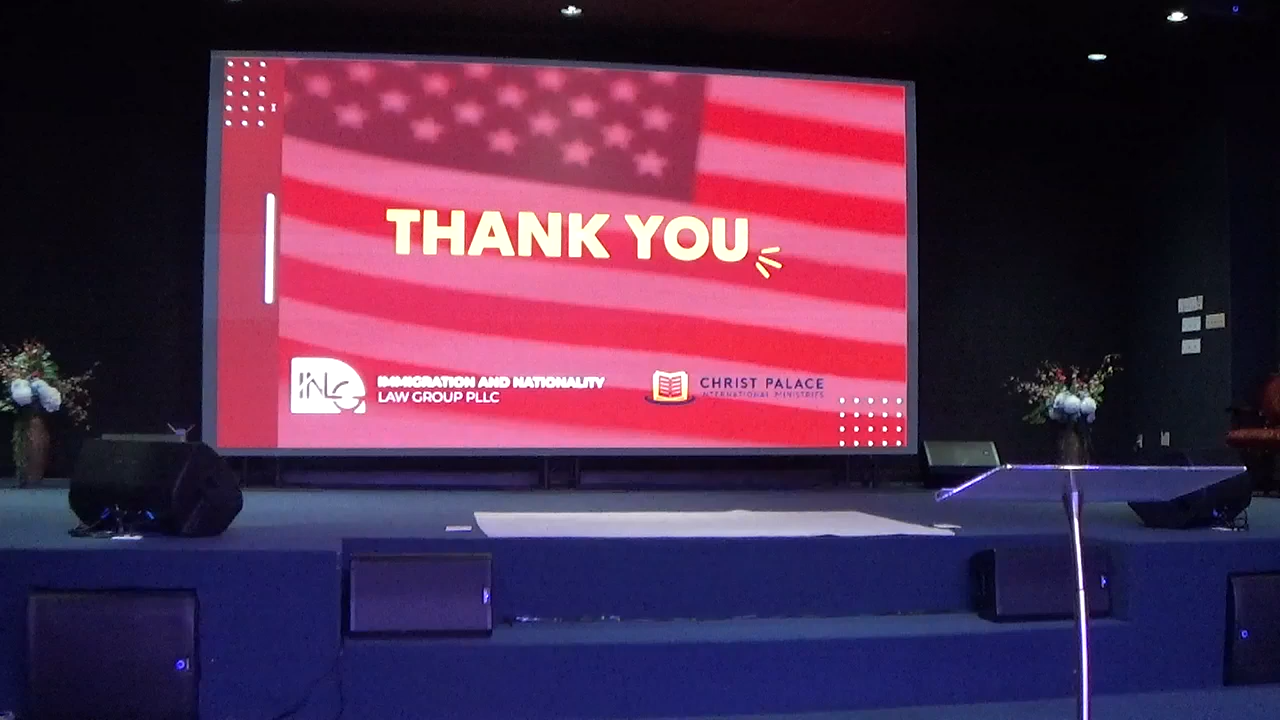 THANK YOU
INLG
IMMIGRATION AND NATIONALITY
LAW GROUP PLLC
CHRIST PALACE
INTERNATIONAL MINISTRIES